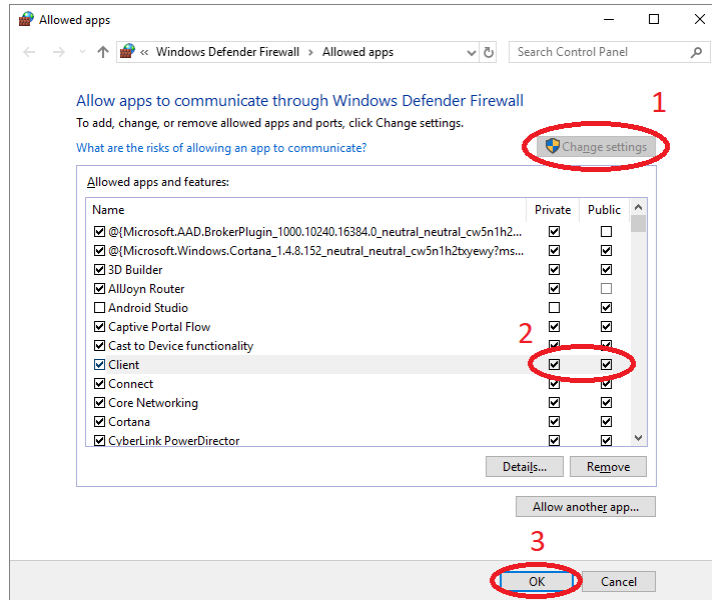 Allowed apps
« Windows Defender Firewall > Allowed apps
Search Control Panel
Allow apps to communicate through Windows Defender Firewall
1
To add, change, or remove allowed apps and ports, click Change settings.
What are the risks of allowing an app to communicate?
Change settings
Allowed apps and features:
Name Private Public
@{Microsoft.AAD.BrokerPlugin_1000.10240.16384.0_neutral_neutral_cw5n1h2...
@{Microsoft.Windows.Cortana_1.4.8.152_neutral_neutral_cw5n1h2txyewy?ms...
3D Builder
AllJoyn Router
Android Studio
Captive Portal Flow
2
Cast to Device functionality
Client
Connect
Core Networking
Cortana
CyberLink PowerDirector
Details... Remove
Allow another app...
3
OK Cancel